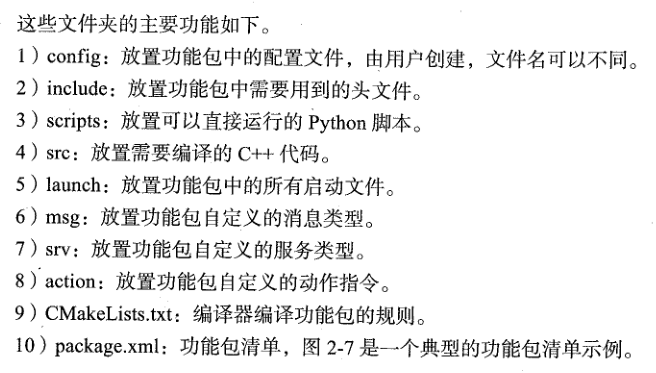 这些文件夹的主要功能如下。
1）config：放置功能包中的配置文件，由用户创建，文件名可以不同。
2）include：放置功能包中需要用到的头文件。
3）scripts：放置可以直接运行的 Python 脚本。
4）src：放置需要编译的 C++ 代码。
5）launch：放置功能包中的所有启动文件。
6）msg：放置功能包自定义的消息类型。
7）srv：放置功能包自定义的服务类型。
8）action：放置功能包自定义的动作指令。
9）CMakeLists.txt：编译器编译功能包的规则。
10）package.xml：功能包清单，图 2-7 是一个典型的功能包清单示例。